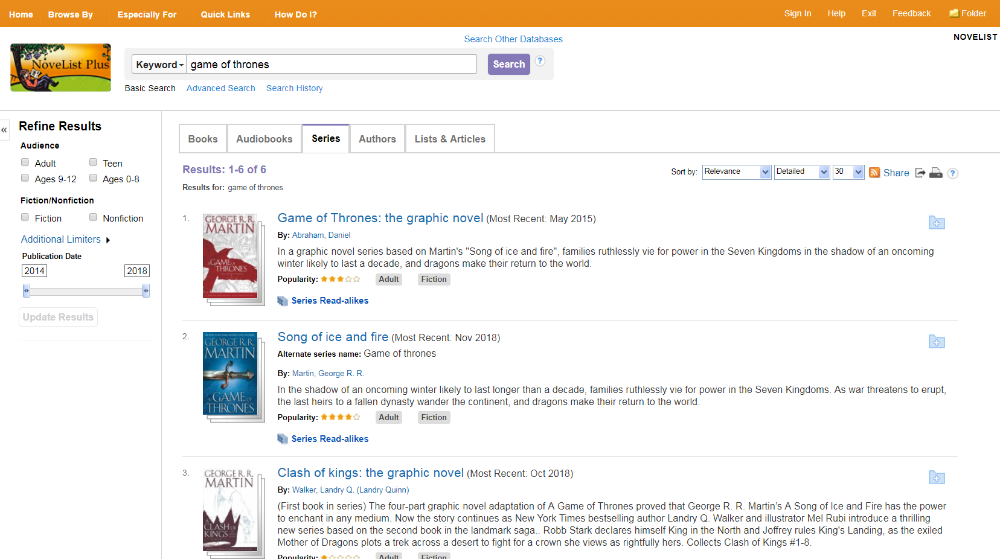 Home Browse By Especially For Quick Links How Do I? Sign In Help Exit Feedback Folder
Search Other Databases
NOVELIST
NoveList Plus
Keyword game of thrones Search ?
Basic Search Advanced Search Search History
«
Refine Results
Audience
Adult Teen
Ages 9-12 Ages 0-8
Fiction/Nonfiction
Fiction Nonfiction
Additional Limiters
Publication Date
2014 2018
Update Results
Books Audiobooks Series Authors Lists & Articles
Results: 1-6 of 6
Sort by: Relevance Detailed 30 Share ?
Results for: game of thrones
1.
GEORGE R. R.
MARTIN
A GAME OF
THRONES
Game of Thrones: the graphic novel (Most Recent: May 2015)
By: Abraham, Daniel
In a graphic novel series based on Martin's "Song of ice and fire", families ruthlessly vie for power in the Seven Kingdoms in the shadow of an oncoming
winter likely to last a decade, and dragons make their return to the world.
Popularity: Adult Fiction
Series Read-alikes
2.
GEORGE R. R.
MARTIN
A GAME OF
THRONES
Song of ice and fire (Most Recent: Nov 2018)
Alternate series name: Game of thrones
By: Martin, George R. R.
In the shadow of an oncoming winter likely to last longer than a decade, families ruthlessly vie for power in the Seven Kingdoms. As war threatens to erupt,
the last heirs to a fallen dynasty wander the continent, and dragons make their return to the world.
Popularity: Adult Fiction
Series Read-alikes
3.
GEORGE R. R.
MARTIN
A
CLASH OF
KINGS
Clash of kings: the graphic novel (Most Recent: Oct 2018)
By: Walker, Landry Q. (Landry Quinn)
(First book in series) The four-part graphic novel adaptation of A Game of Thrones proved that George R. R. Martin’s A Song of Ice and Fire has the power
to enchant in any medium. Now the story continues as New York Times bestselling author Landry Q. Walker and illustrator Mel Rubi introduce a thrilling
new series based on the second book in the landmark saga.. Robb Stark declares himself King in the North and Joffrey rules King's Landing, as the exiled
Mother of Dragons plots a trek across a desert to fight for a crown she views as rightfully hers. Collects Clash of Kings #1-8.
Popularity: Adult Fiction